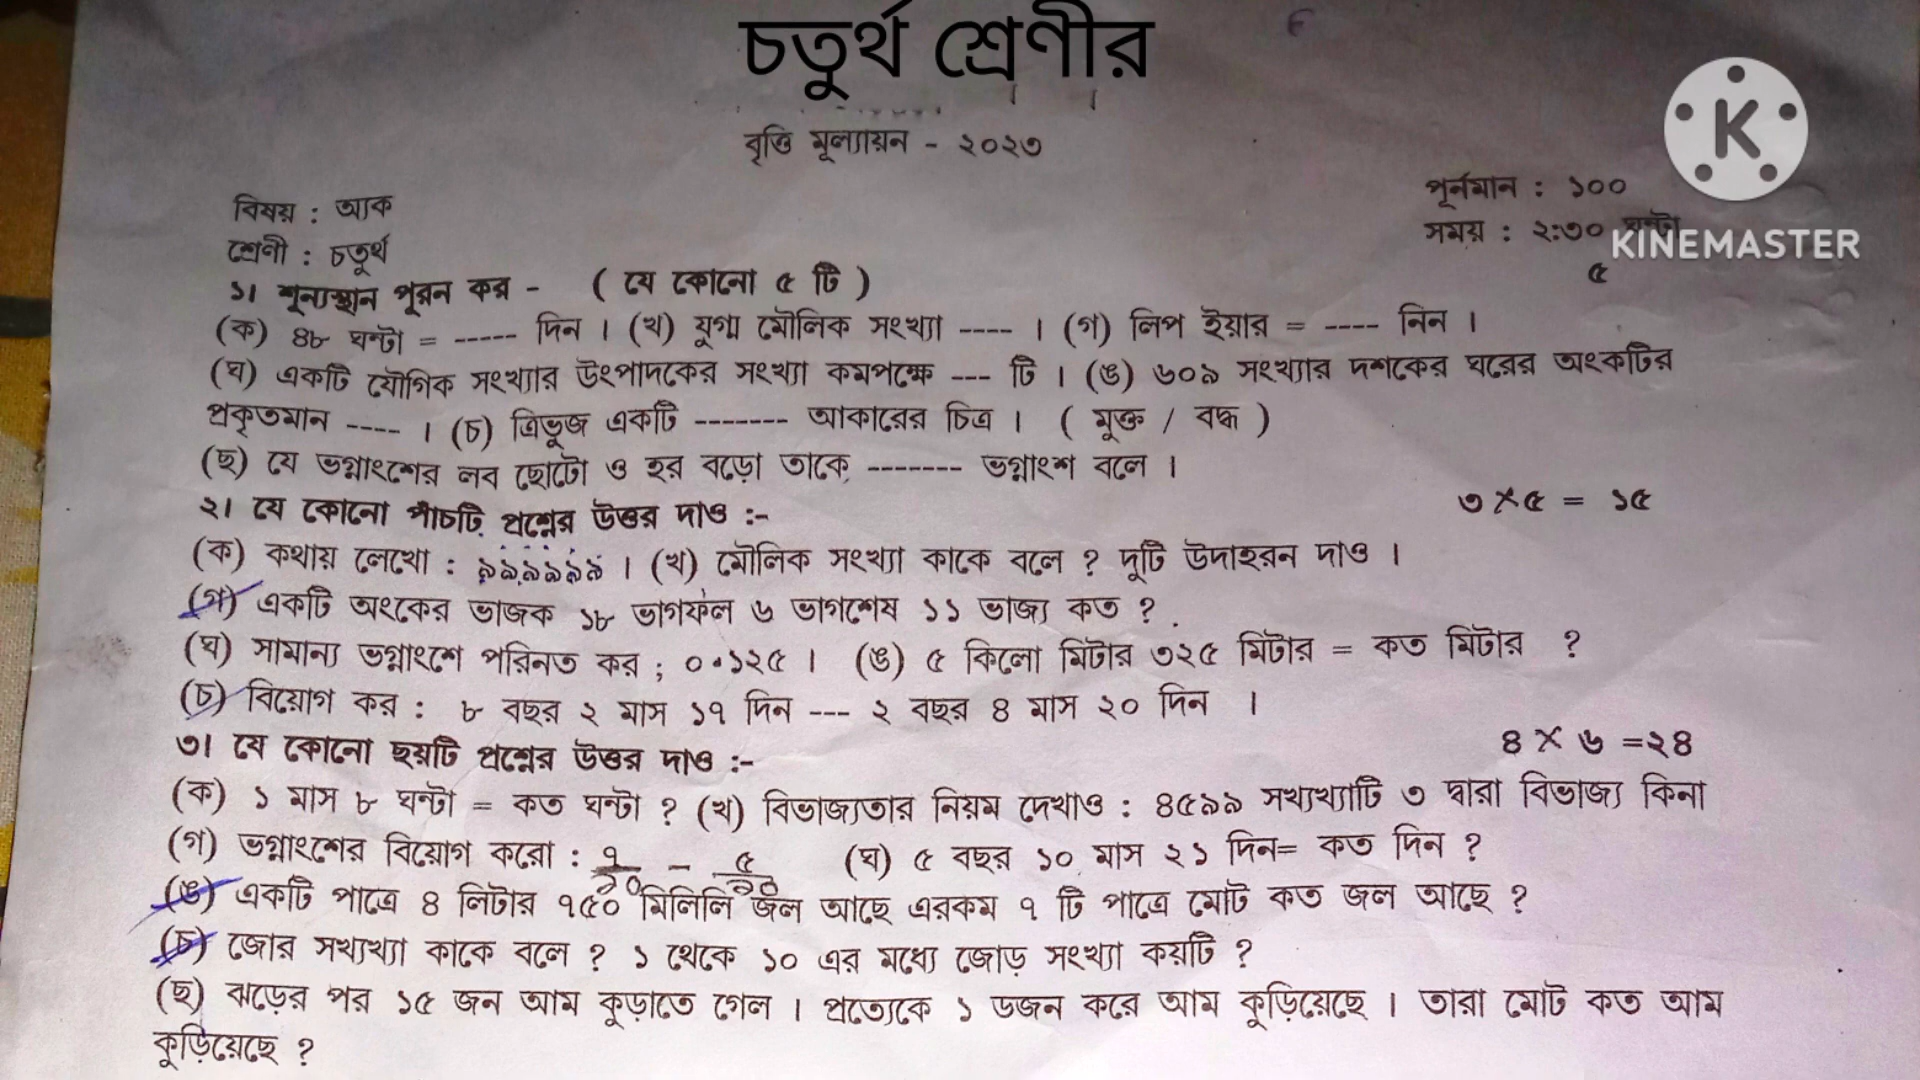 চতুর্থ শ্রেণীর
বৃত্তি মূল্যায়ন - ২০২৩
K
KINEMASTER
পূর্নমান : ১০০
বিষয় : অ্যাক
সময় : ২:৩০ ঘন্টা
শ্রেণী : চতুর্থ
১। শূন্যস্থান পুরন কর - ( যে কোনো ৫ টি ) ৫
(ক) ৪৮ ঘন্টা = ----- দিন । (খ) যুগ্ম মৌলিক সংখ্যা ---- । (গ) লিপ ইয়ার = ---- নিন ।
(ঘ) একটি যৌগিক সংখ্যার উৎপাদকের সংখ্যা কমপক্ষে --- টি । (ঙ) ৬০৯ সংখ্যার দশকের ঘরের অংকটির
প্রকৃতমান ---- । (চ) ত্রিভুজ একটি ------- আকারের চিত্র । ( মুক্ত / বদ্ধ )
(ছ) যে ভগ্নাংশের লব ছোটো ও হর বড়ো তাকে ------- ভগ্নাংশ বলে ।
২। যে কোনো পাঁচটি প্রশ্নের উত্তর দাও :- ৩×৫ = ১৫
(ক) কথায় লেখো : ৯৯৯৯৯৯ । (খ) মৌলিক সংখ্যা কাকে বলে ? দুটি উদাহরন দাও ।
(গ) একটি অংকের ভাজক ১৮ ভাগফল ৬ ভাগশেষ ১১ ভাজ্য কত ?
(ঘ) সামান্য ভগ্নাংশে পরিনত কর ; ০.১২৫ । (ঙ) ৫ কিলো মিটার ৩২৫ মিটার = কত মিটার ?
(চ) বিয়োগ কর : ৮ বছর ২ মাস ১৭ দিন --- ২ বছর ৪ মাস ২০ দিন ।
৩। যে কোনো ছয়টি প্রশ্নের উত্তর দাও :- ৪ × ৬ =২৪
(ক) ১ মাস ৮ ঘন্টা = কত ঘন্টা ? (খ) বিভাজ্যতার নিয়ম দেখাও : ৪৫৯৯ সখ্যখ্যাটি ৩ দ্বারা বিভাজ্য কিনা
(গ) ভগ্নাংশের বিয়োগ করো : ৭/২০ - ৫/২০ (ঘ) ৫ বছর ১০ মাস ২১ দিন= কত দিন ?
(ঙ) একটি পাত্রে ৪ লিটার ৭৫০ মিলিলি জল আছে এরকম ৭ টি পাত্রে মোট কত জল আছে ?
(চ) জোর সখ্যখ্যা কাকে বলে ? ১ থেকে ১০ এর মধ্যে জোড় সংখ্যা কয়টি ?
(ছ) ঝড়ের পর ১৫ জন আম কুড়াতে গেল । প্রত্যেকে ১ ডজন করে আম কুড়িয়েছে । তারা মোট কত আম
কুড়িয়েছে ?